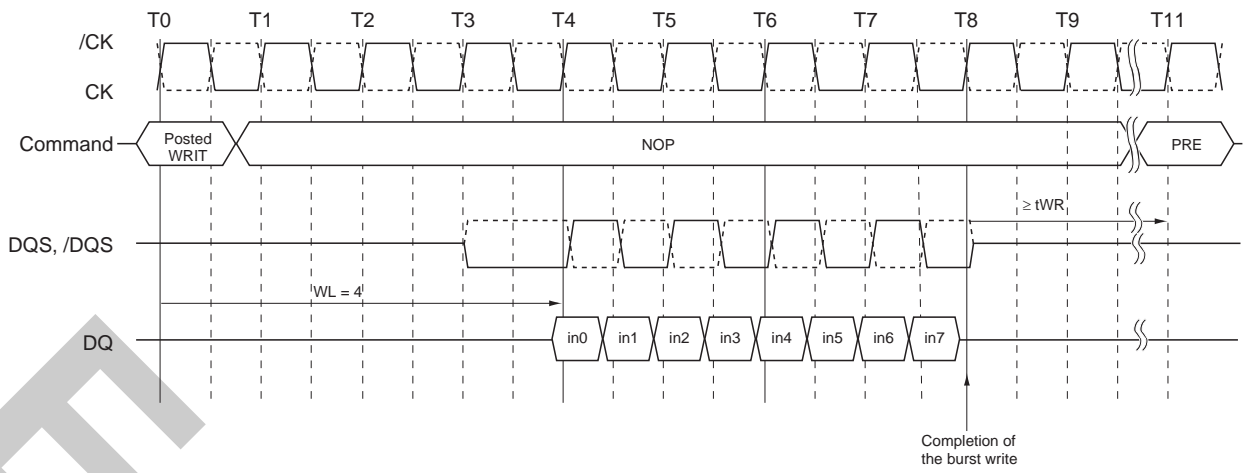 T0 T1 T2 T3 T4 T5 T6 T7 T8 T9 T11
/CK
CK
Command
Posted
WRIT
NOP
PRE
≥ tWR
DQS, /DQS
WL = 4
DQ
in0 in1 in2 in3 in4 in5 in6 in7
Completion of
the burst write